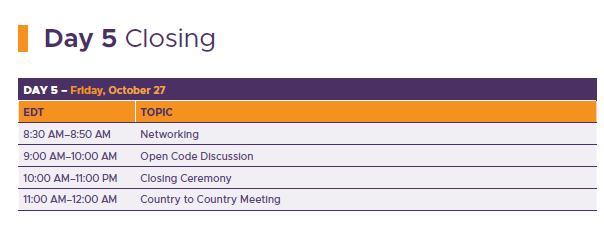 Day 5 Closing
DAY 5 – Friday, October 27
EDT TOPIC
8:30 AM–8:50 AM Networking
9:00 AM–10:00 AM Open Code Discussion
10:00 AM–11:00 PM Closing Ceremony
11:00 AM–12:00 AM Country to Country Meeting